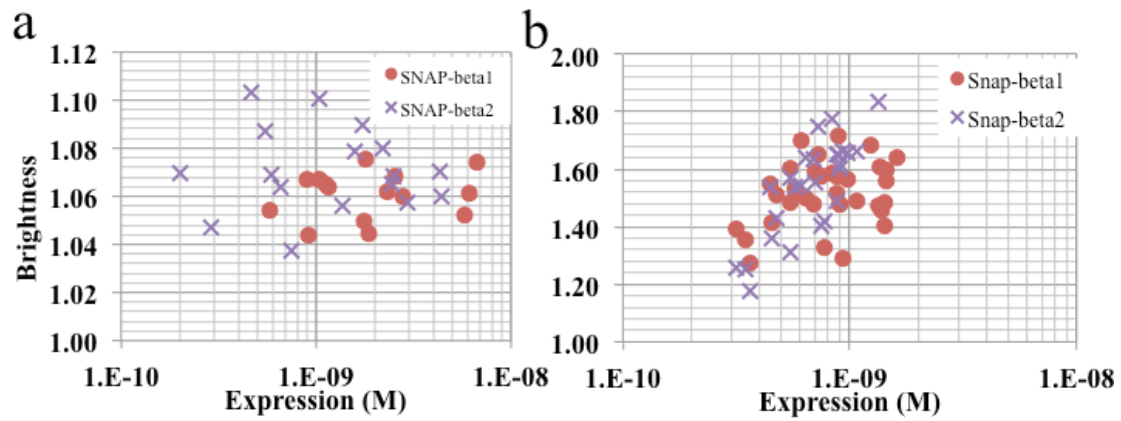 a
1.12
1.10
1.08
1.06
1.04
1.02
1.00
Brightness
SNAP-beta1
SNAP-beta2
1.E-10
1.E-09
1.E-08
Expression (M)
b
2.00
1.80
1.60
1.40
1.20
1.00
Snap-beta1
Snap-beta2
1.E-10
1.E-09
1.E-08
Expression (M)